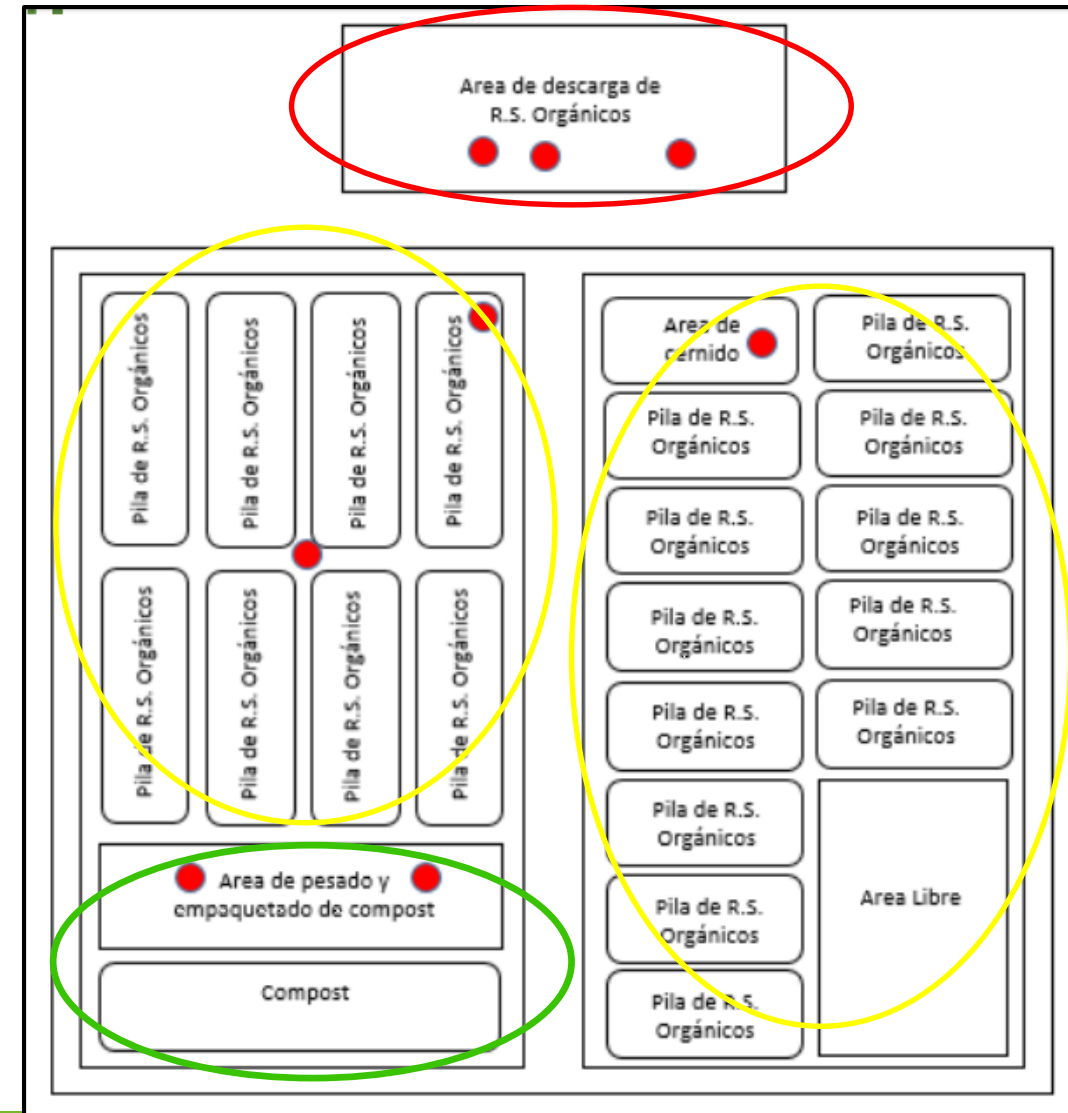 Area de descarga de
R.S. Orgánicos
Pila de R.S. Orgánicos
Pila de R.S. Orgánicos
Pila de R.S. Orgánicos
Pila de R.S. Orgánicos
Pila de R.S. Orgánicos
Pila de R.S. Orgánicos
Pila de R.S. Orgánicos
Pila de R.S. Orgánicos
Area de pesado y
empaquetado de compost
Compost
Area de
cernido
Pila de R.S.
Orgánicos
Pila de R.S.
Orgánicos
Pila de R.S.
Orgánicos
Pila de R.S.
Orgánicos
Pila de R.S.
Orgánicos
Pila de R.S.
Orgánicos
Pila de R.S.
Orgánicos
Pila de R.S.
Orgánicos
Pila de R.S.
Orgánicos
Pila de R.S.
Orgánicos
Pila de R.S.
Orgánicos
Pila de R.S.
Orgánicos
Area Libre